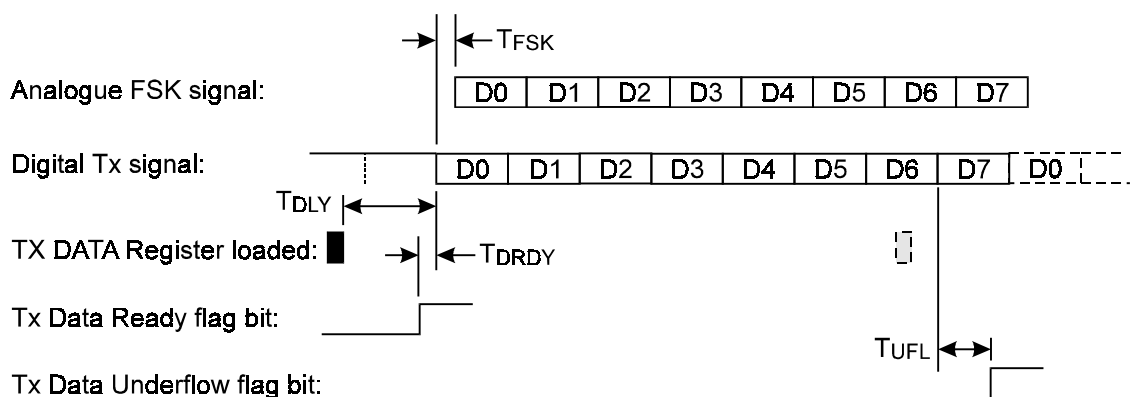 TFSK
Analogue FSK signal: D0 D1 D2 D3 D4 D5 D6 D7
Digital Tx signal: D0 D1 D2 D3 D4 D5 D6 D7 D0
TDLY
TX DATA Register loaded: TDRDY
Tx Data Ready flag bit:
TUFL
Tx Data Underflow flag bit: